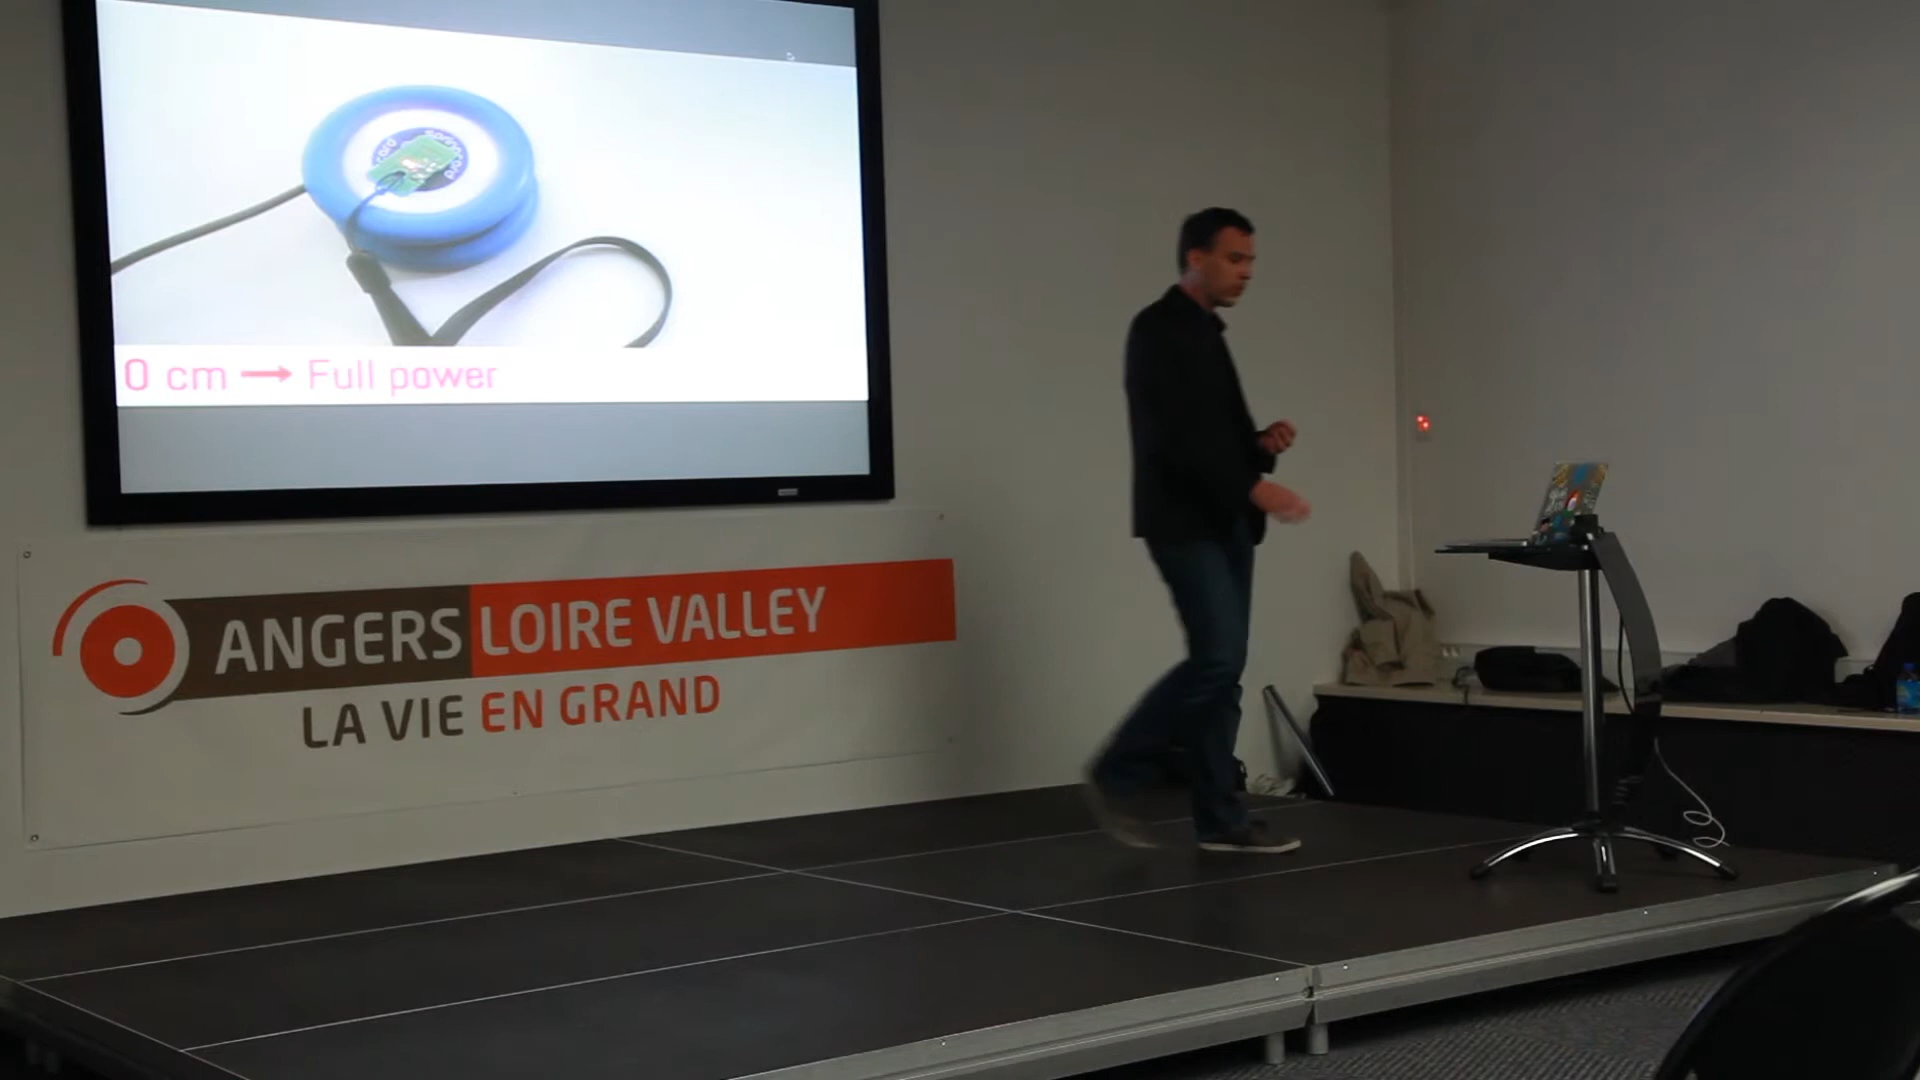 0 cm → Full power
ANGERS LOIRE VALLEY
LA VIE EN GRAND